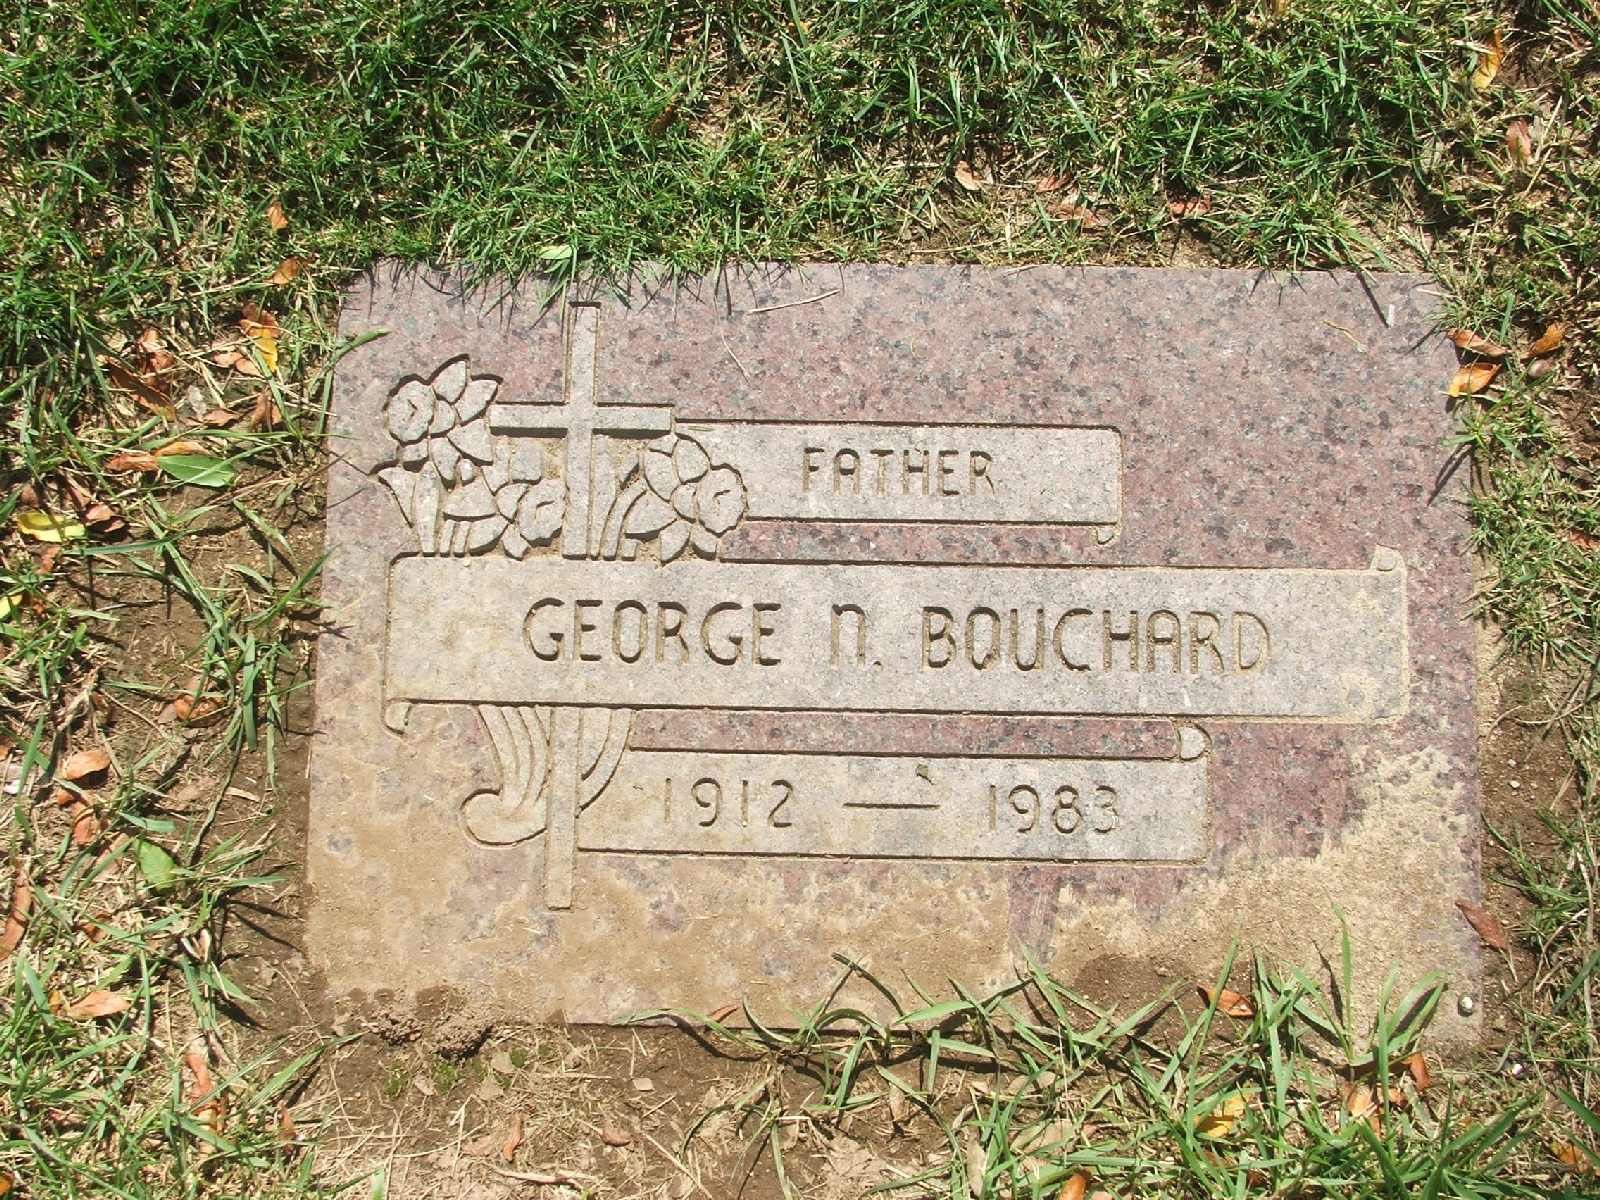 FATHER
GEORGE N. BOUCHARD
1912 — 1983